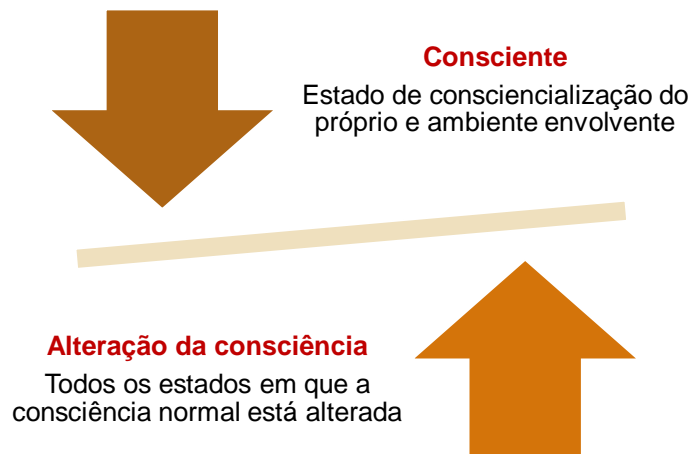 Consciente
Estado de consciencialização do
próprio e ambiente envolvente
Alteração da consciência
Todos os estados em que a
consciência normal está alterada